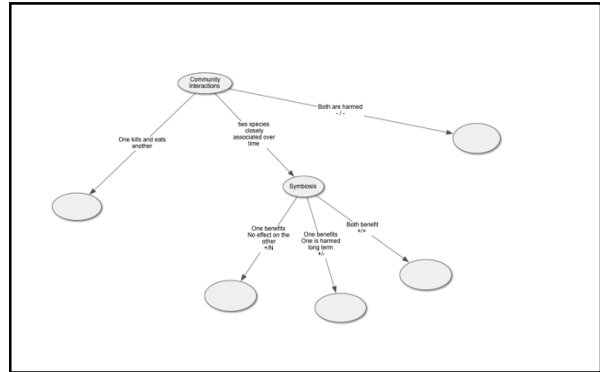 Community
Interactions
Both are harmed
- / -
two species
closely
associated over
time
One kills and eats
another
Symbiosis
One benefits
No effect on the
other
+/N
One benefits
One is harmed
long term
+/-
Both benefit
+/+